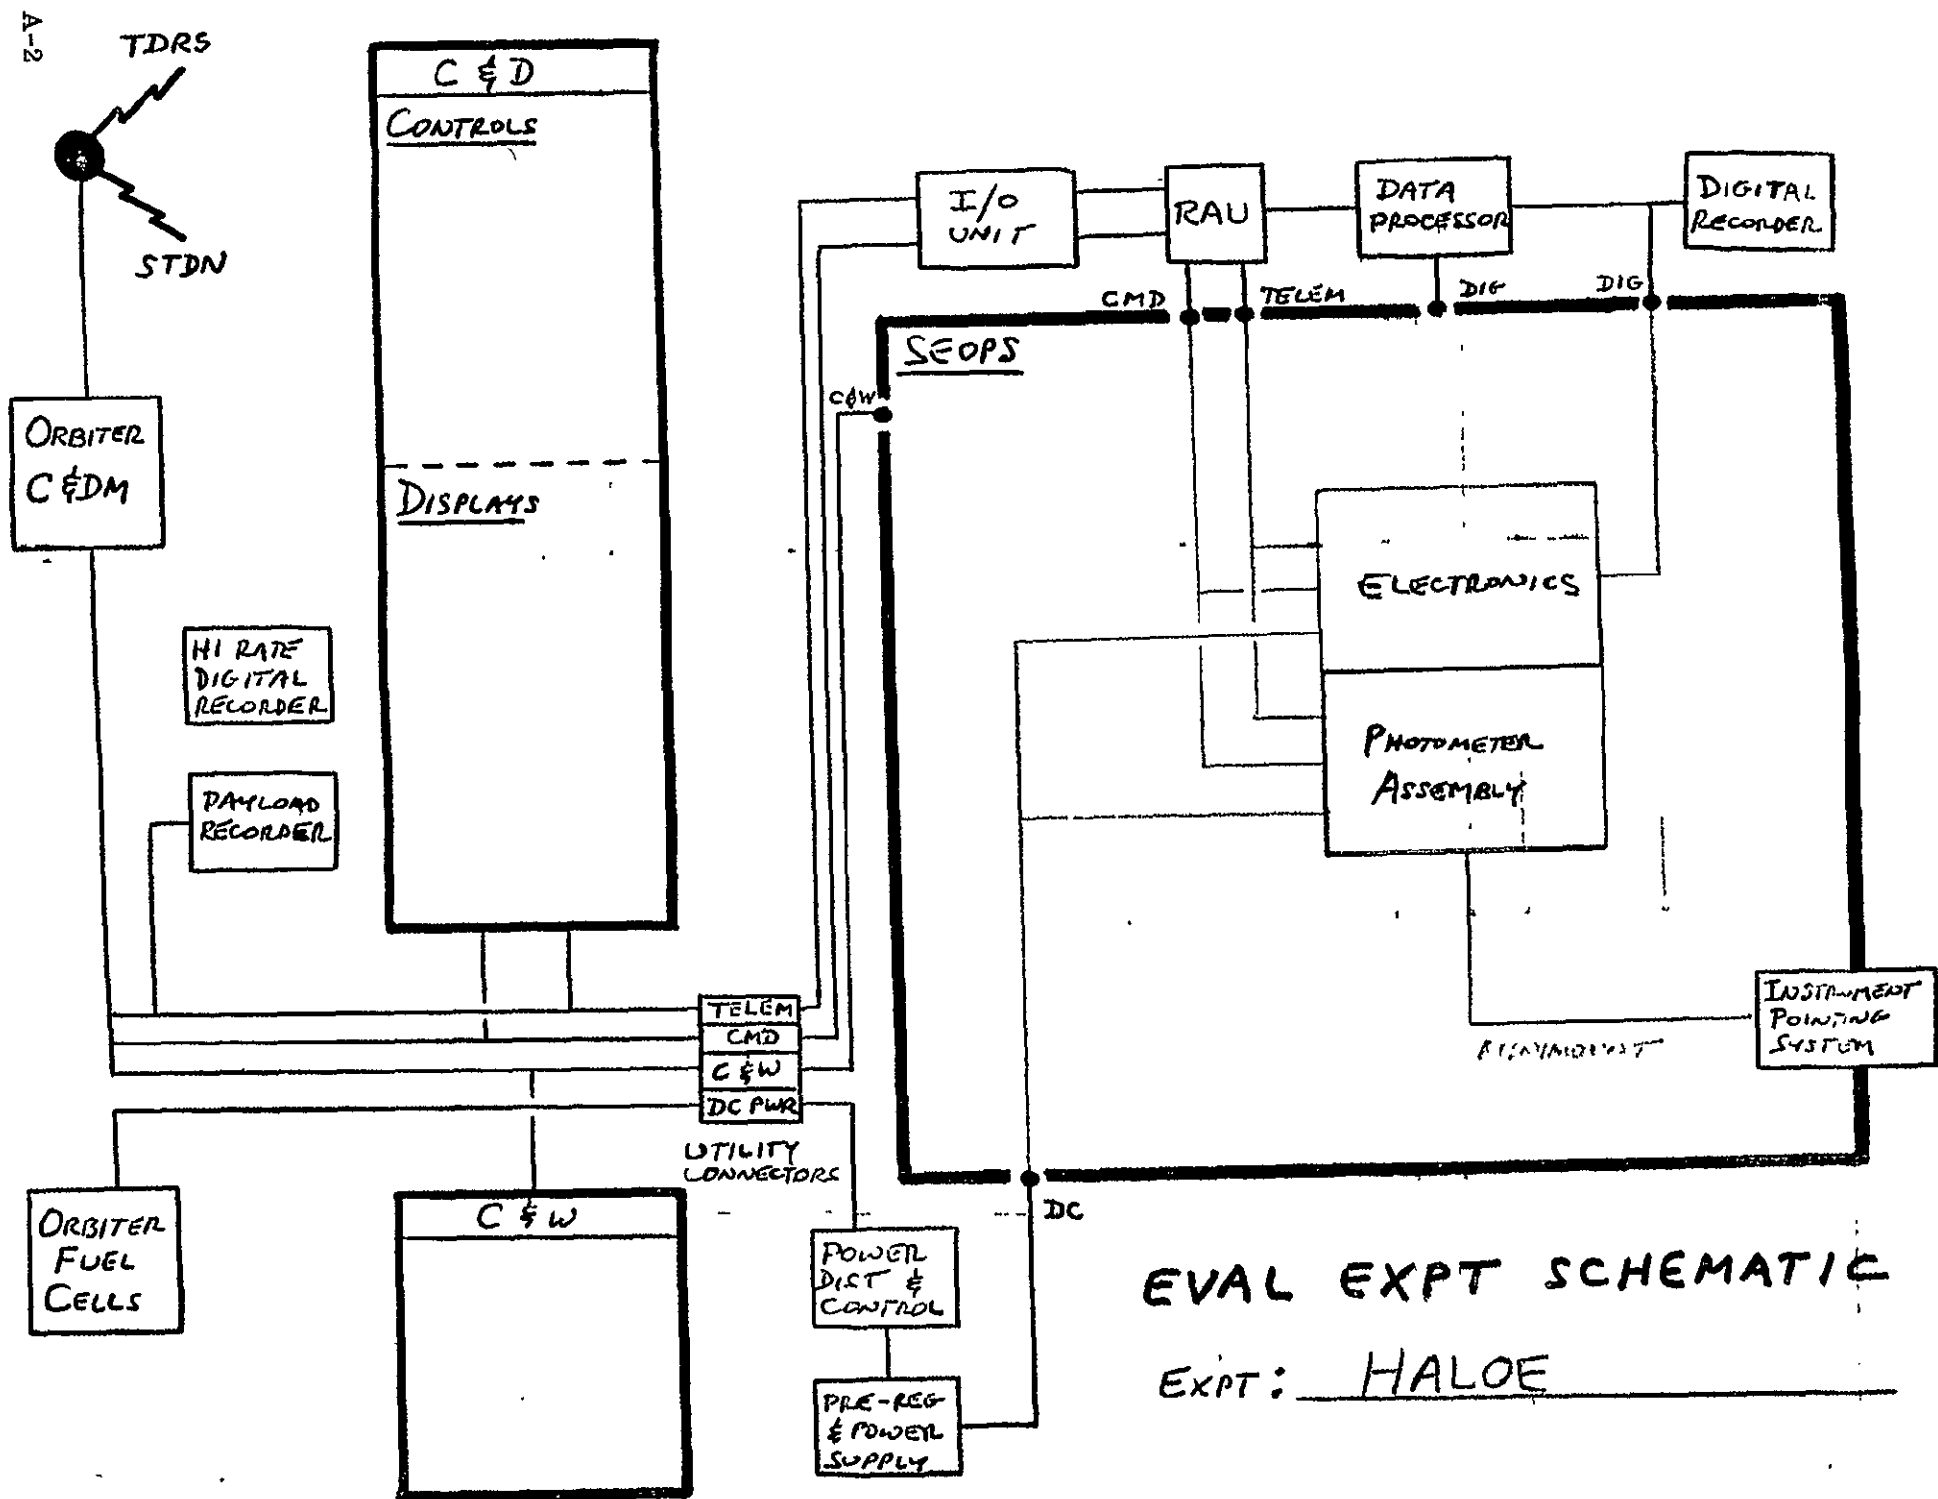 A-2
TDRS
STDN
C & D
CONTROLS
DISPLAYS
ORBITER
C & DM
HI RATE
DIGITAL
RECORDER
PAYLOAD
RECORDER
I/O
UNIT
RAU
DATA
PROCESSOR
DIGITAL
RECORDER
CMD
TELEM
DIG
DIG
SEOPS
C&W
ELECTRONICS
PHOTOMETER
ASSEMBLY
INSTRUMENT
POINTING
SYSTEM
TELEM
CMD
C & W
DC PWR
UTILITY
CONNECTORS
ORBITER
FUEL
CELLS
C & W
DC
POWER
DIST &
CONTROL
PRE-REG
& POWER
SUPPLY
EVAL EXPT SCHEMATIC
EXPT: HALOE